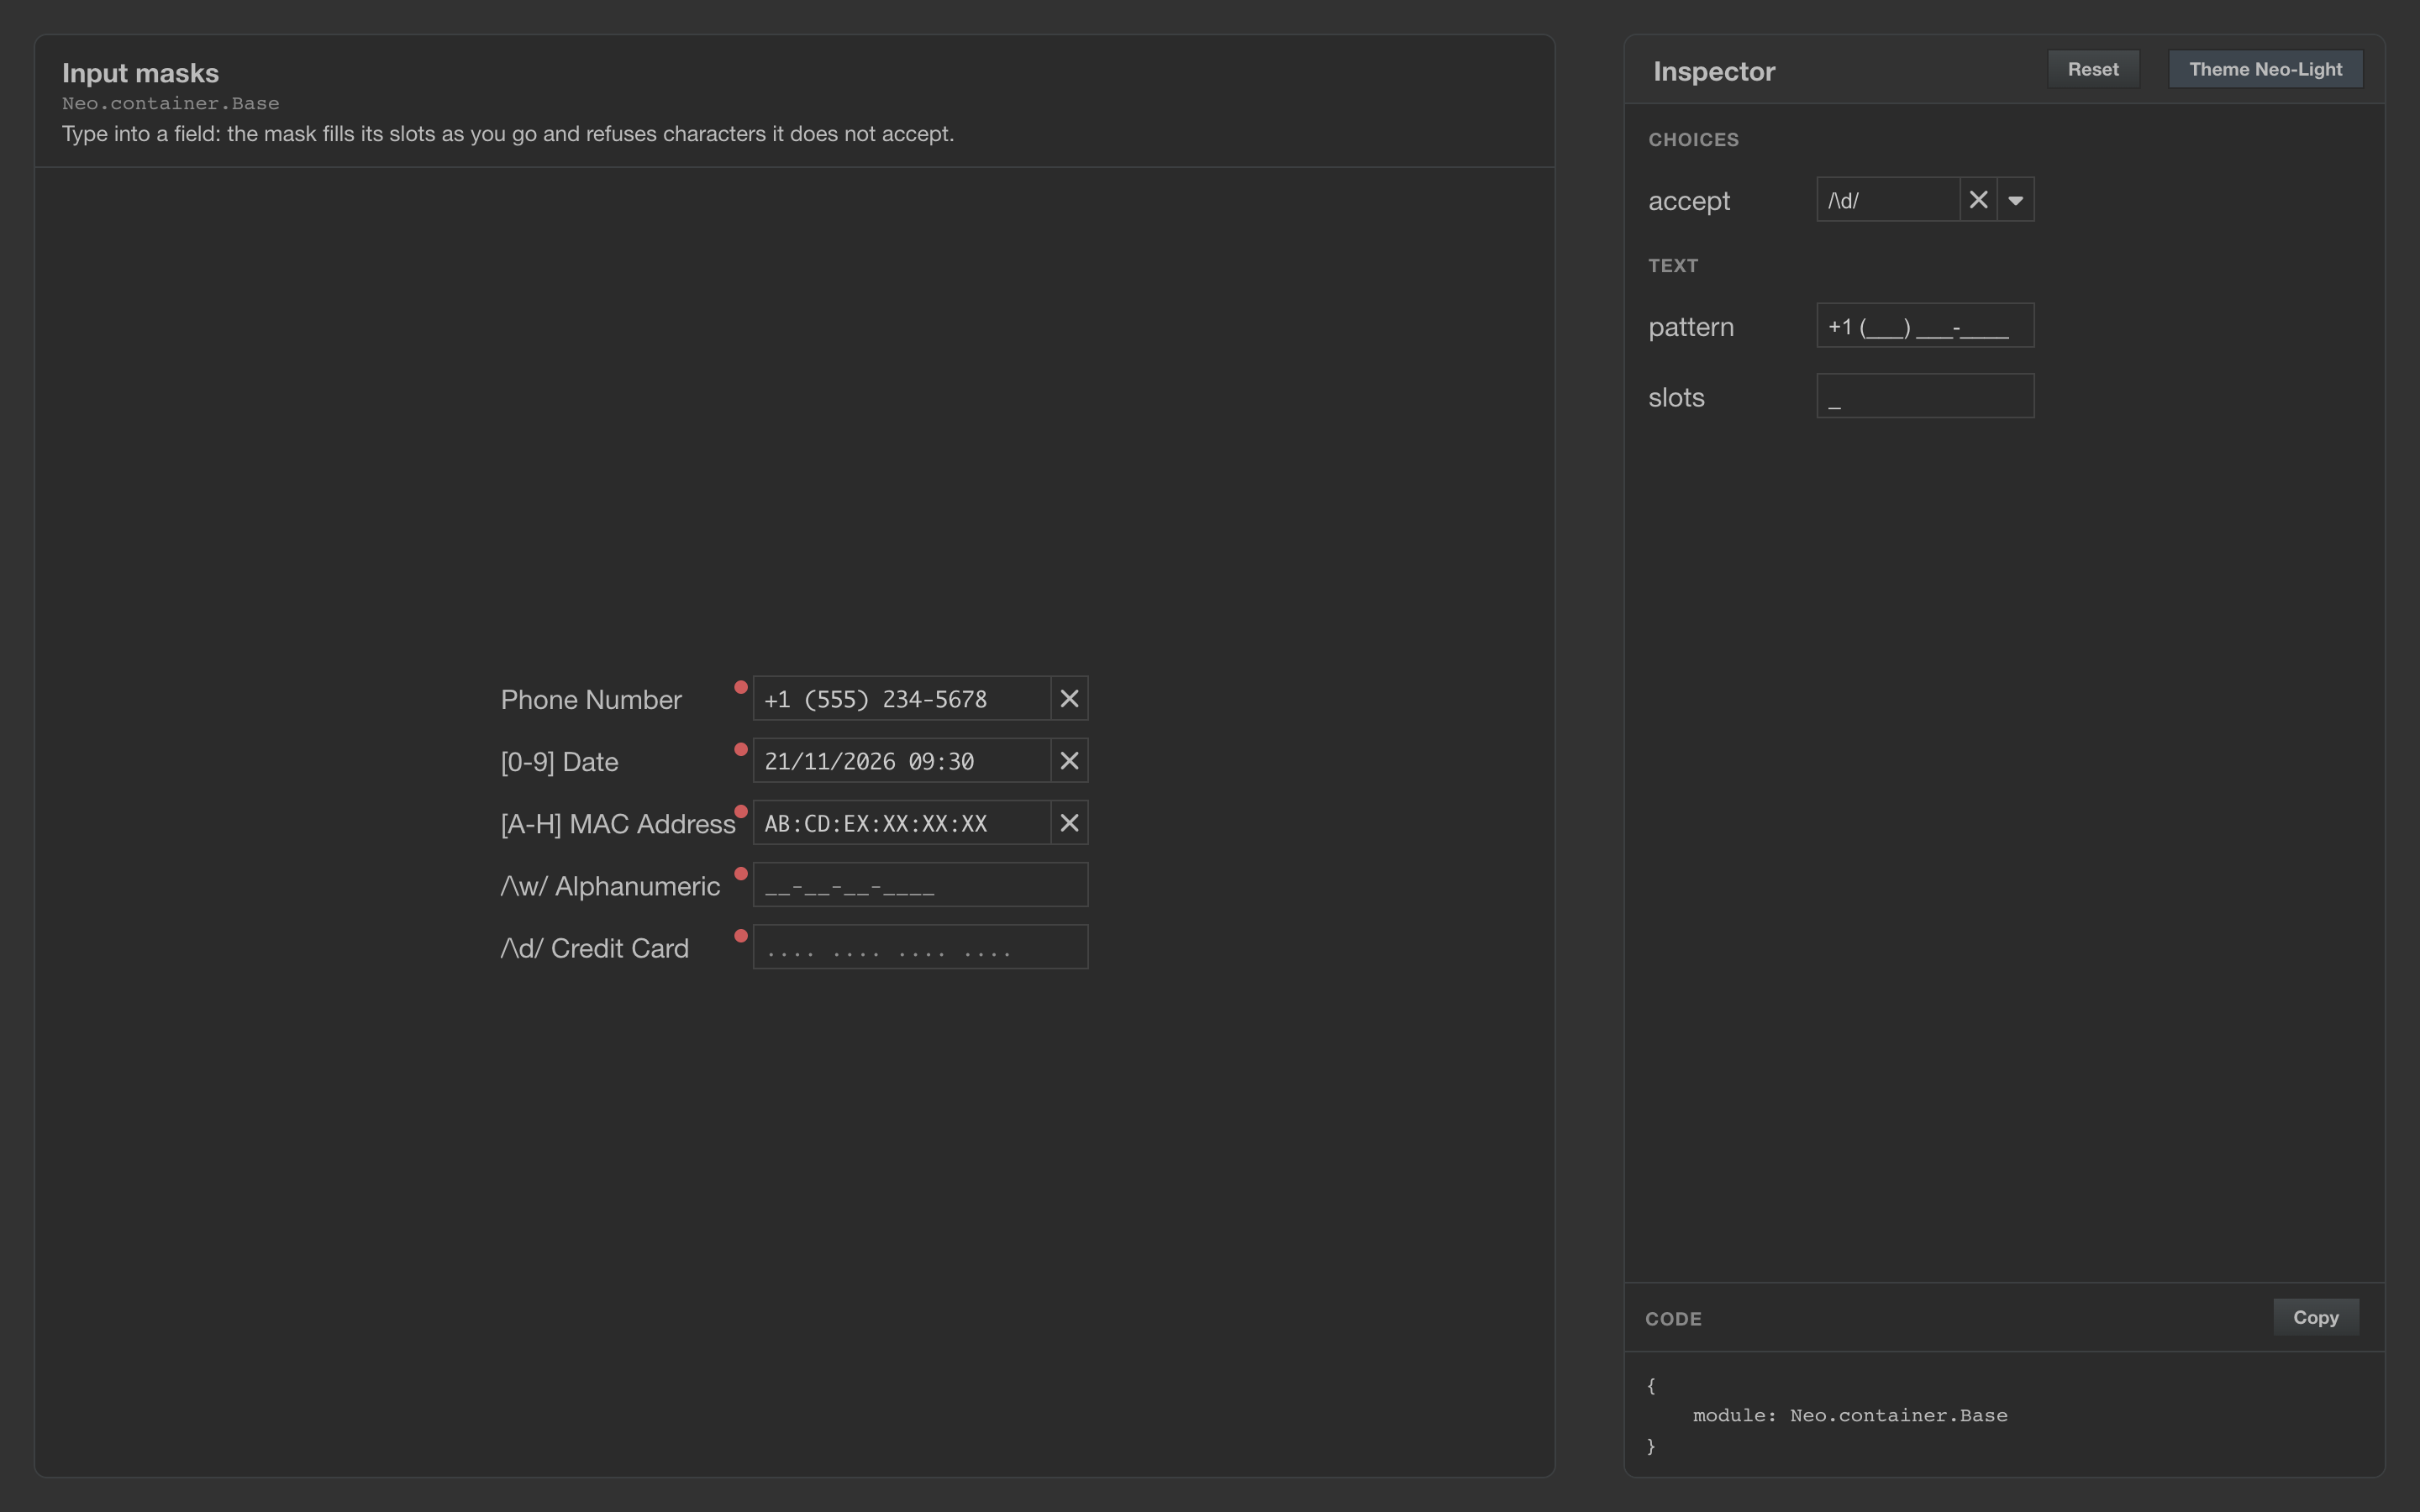 Input masks
Neo.container.Base
Type into a field: the mask fills its slots as you go and refuses characters it does not accept.
Phone Number
+1 (555) 234-5678
[0-9] Date
21/11/2026 09:30
[A-H] MAC Address
AB:CD:EX:XX:XX:XX
/\w/ Alphanumeric
__-__-__-____
/\d/ Credit Card
.... .... .... ....
Inspector
Reset
Theme Neo-Light
CHOICES
accept
/\d/
TEXT
pattern
+1 (___) ___-____
slots
_
CODE
Copy
{
    module: Neo.container.Base
}